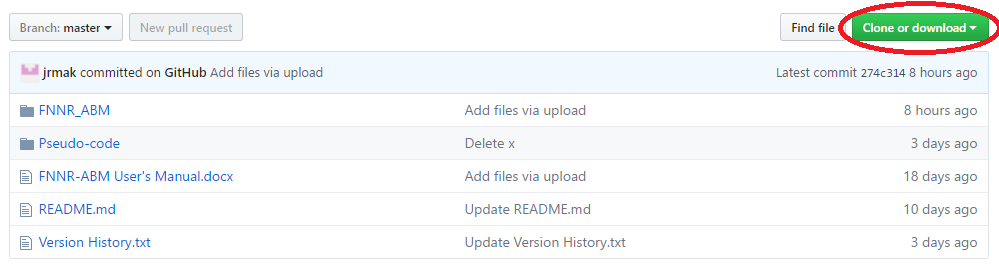 Branch: master New pull request Find file Clone or download
jrmak committed on GitHub Add files via upload Latest commit 274c314 8 hours ago
FNNR_ABM Add files via upload 8 hours ago
Pseudo-code Delete x 3 days ago
FNNR-ABM User's Manual.docx Add files via upload 18 days ago
README.md Update README.md 10 days ago
Version History.txt Update Version History.txt 3 days ago